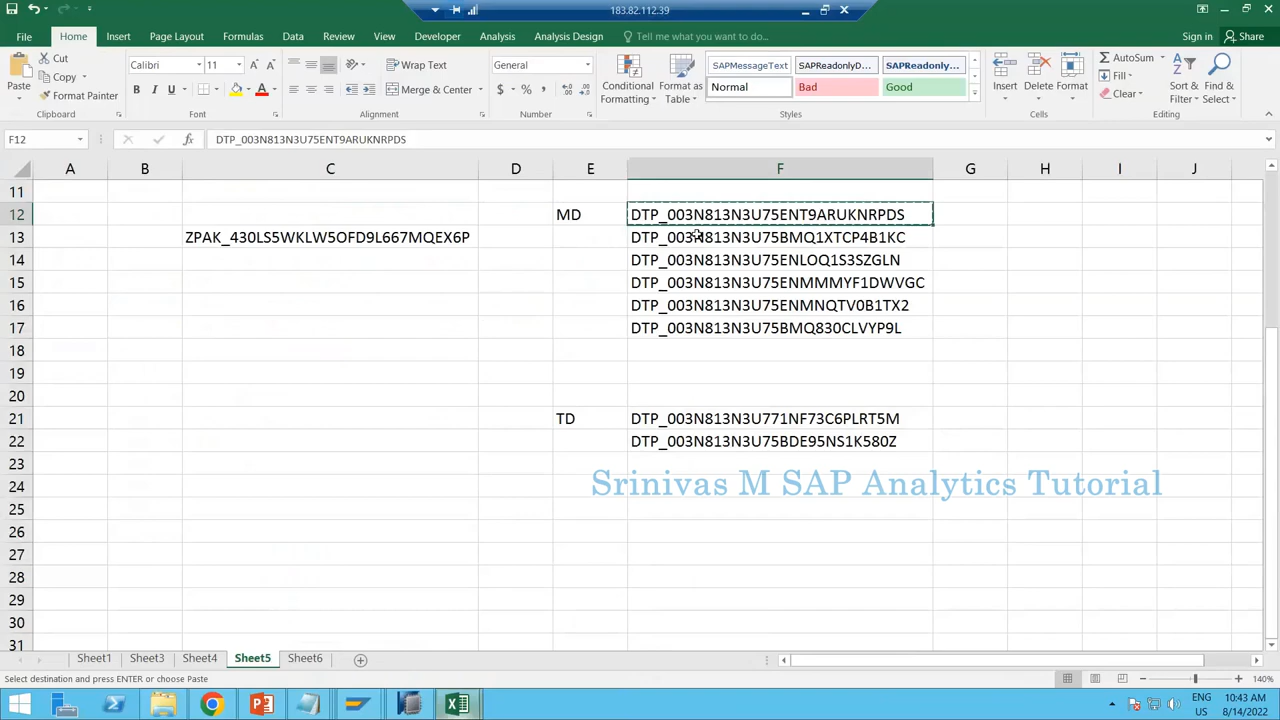 183.82.112.39
File Home Insert Page Layout Formulas Data Review View Developer Analysis Design Analysis Tell me what you want to do... Sign in Share
Cut
Copy
Format Painter
Paste
Clipboard
Calibri 11
B I U
Font
Wrap Text
Merge & Center
Alignment
General
$ % ,
Number
Conditional Formatting
Format as Table
SAPMessageText SAPReadonlyD... SAPReadonly...
Normal Bad Good
Styles
Insert Delete Format
Cells
AutoSum
Fill
Clear
Sort & Filter
Find & Select
Editing
F12 fx DTP_003N813N3U75ENT9ARUKNRPDS
A B C D E F G H I J
11
12 MD DTP_003N813N3U75ENT9ARUKNRPDS
13 ZPAK_430LS5WKLW5OFD9L667MQEX6P DTP_003N813N3U75BMQ1XTCP4B1KC
14 DTP_003N813N3U75ENLOQ1S3SZGLN
15 DTP_003N813N3U75ENMMMYF1DWVGC
16 DTP_003N813N3U75ENMNQTV0B1TX2
17 DTP_003N813N3U75BMQ830CLVYP9L
18
19
20
21 TD DTP_003N813N3U771NF73C6PLRT5M
22 DTP_003N813N3U75BDE95NS1K580Z
23
24
Srinivas M SAP Analytics Tutorial
25
26
27
28
29
30
31
Sheet1 Sheet3 Sheet4 Sheet5 Sheet6
Select destination and press ENTER or choose Paste 140%
ENG 10:43 AM
US 8/14/2022